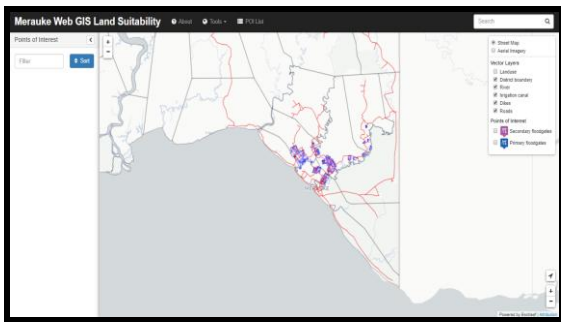 Merauke Web GIS Land Suitability
About
Tools
POI List
Search
Points of Interest
Filter
Sort
Street Map
Aerial Imagery
Vector Layers
Landuse
District boundary
River
Irrigation canal
Dikes
Roads
Points of Interest
Secondary floodgates
Primary floodgates